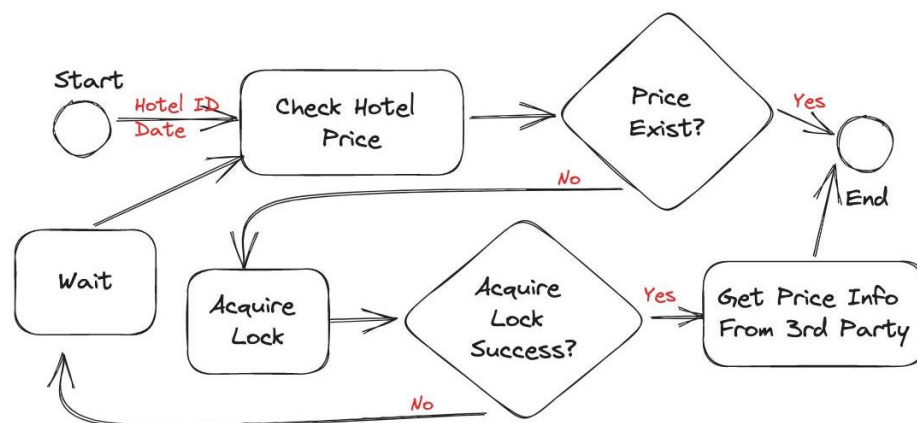 Start
Hotel ID
Date
Check Hotel
Price
Price
Exist?
Yes
End
No
Wait
Acquire
Lock
Acquire
Lock
Success?
Yes
Get Price Info
From 3rd Party
No